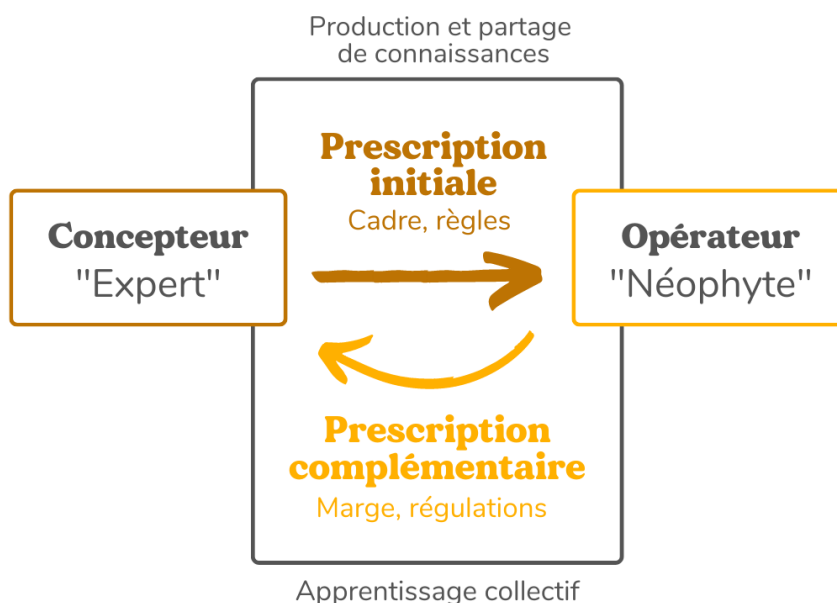 Production et partage
de connaissances
Prescription
initiale
Cadre, règles
Concepteur
"Expert"
Opérateur
"Néophyte"
Prescription
complémentaire
Marge, régulations
Apprentissage collectif